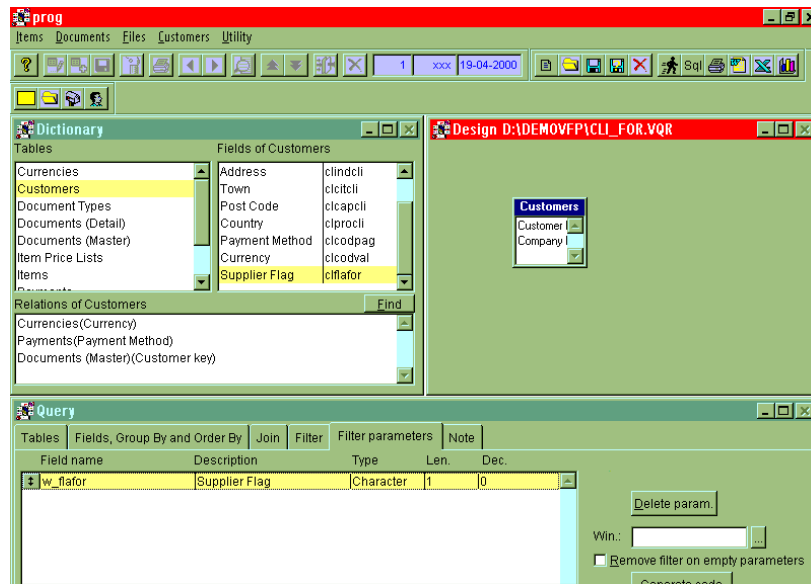 prog
Items Documents Files Customers Utility
1 xxx 19-04-2000 Sql
Dictionary
Tables Fields of Customers
Currencies
Customers
Document Types
Documents (Detail)
Documents (Master)
Item Price Lists
Items
Payments
Address clindcli
Town clcitcli
Post Code clcapcli
Country clprocli
Payment Method clcodpag
Currency clcodval
Supplier Flag clflafor
Relations of Customers Find
Currencies(Currency)
Payments(Payment Method)
Documents (Master)(Customer key)
Design D:\DEMOVFP\CLI_FOR.VQR
Customers
Customer
Company
Query
Tables Fields, Group By and Order By Join Filter Filter parameters Note
Field name Description Type Len. Dec.
w_flafor Supplier Flag Character 1 0
Delete param.
Win.: ...
Remove filter on empty parameters
Generate code